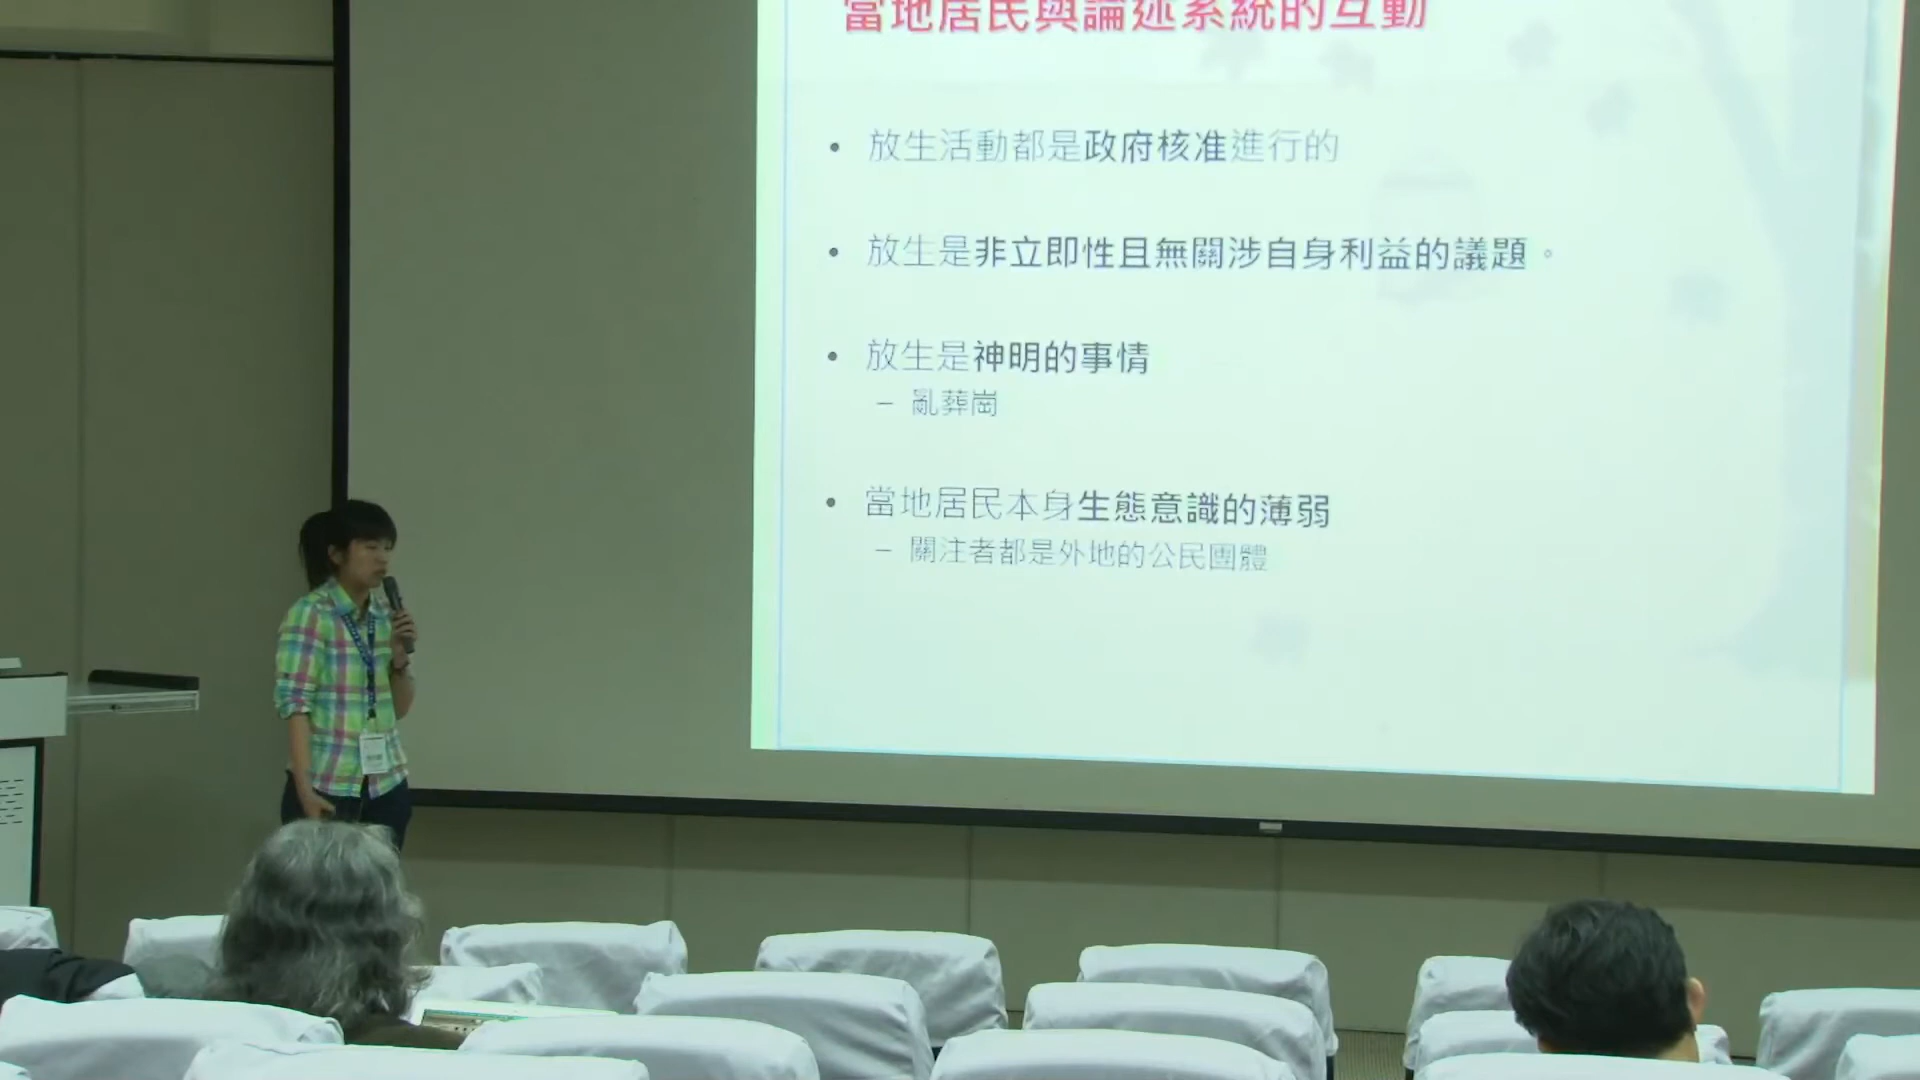 當地居民與論述系統的互動
• 放生活動都是政府核准進行的
• 放生是非立即性且無關涉自身利益的議題。
• 放生是神明的事情
– 亂葬崗
• 當地居民本身生態意識的薄弱
– 關注者都是外地的公民團體